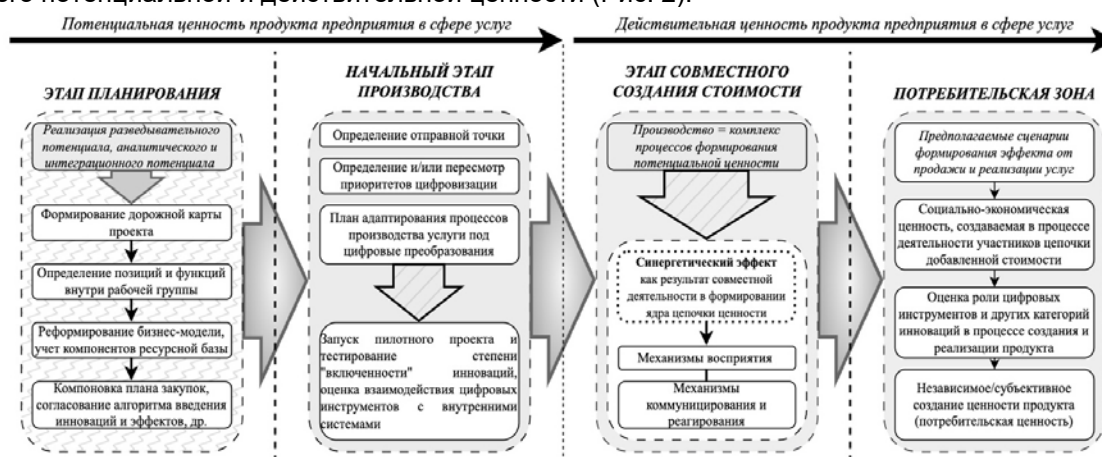 его потенциальной и действительной ценности (Рис. 2).
Потенциальная ценность продукта предприятия в сфере услуг
Действительная ценность продукта предприятия в сфере услуг
ЭТАП ПЛАНИРОВАНИЯ
Реализация разведывательного
потенциала, аналитического и
интеграционного потенциала
Формирование дорожной карты
проекта
Определение позиций и функций
внутри рабочей группы
Реформирование бизнес-модели,
учет компонентов ресурсной базы
Компоновка плана закупок,
согласование алгоритма введения
инноваций и эффектов, др.
НАЧАЛЬНЫЙ ЭТАП
ПРОИЗВОДСТВА
Определение отправной точки
Определение и/или пересмотр
приоритетов цифровизации
План адаптирования процессов
производства услуги под
цифровые преобразования
Запуск пилотного проекта и
тестирование степени
"включенности" инноваций,
оценка взаимодействия цифровых
инструментов с внутренними
системами
ЭТАП СОВМЕСТНОГО
СОЗДАНИЯ СТОИМОСТИ
Производство = комплекс
процессов формирования
потенциальной ценности
Синергетический эффект
как результат совместной
деятельности в формировании
ядра цепочки ценности
Механизмы восприятия
Механизмы
коммуницирования и
реагирования
ПОТРЕБИТЕЛЬСКАЯ ЗОНА
Предполагаемые сценарии
формирования эффекта от
продажи и реализации услуг
Социально-экономическая
ценность, создаваемая в процессе
деятельности участников цепочки
добавленной стоимости
Оценка роли цифровых
инструментов и других категорий
инноваций в процессе создания и
реализации продукта
Независимое/субъективное
создание ценности продукта
(потребительская ценность)